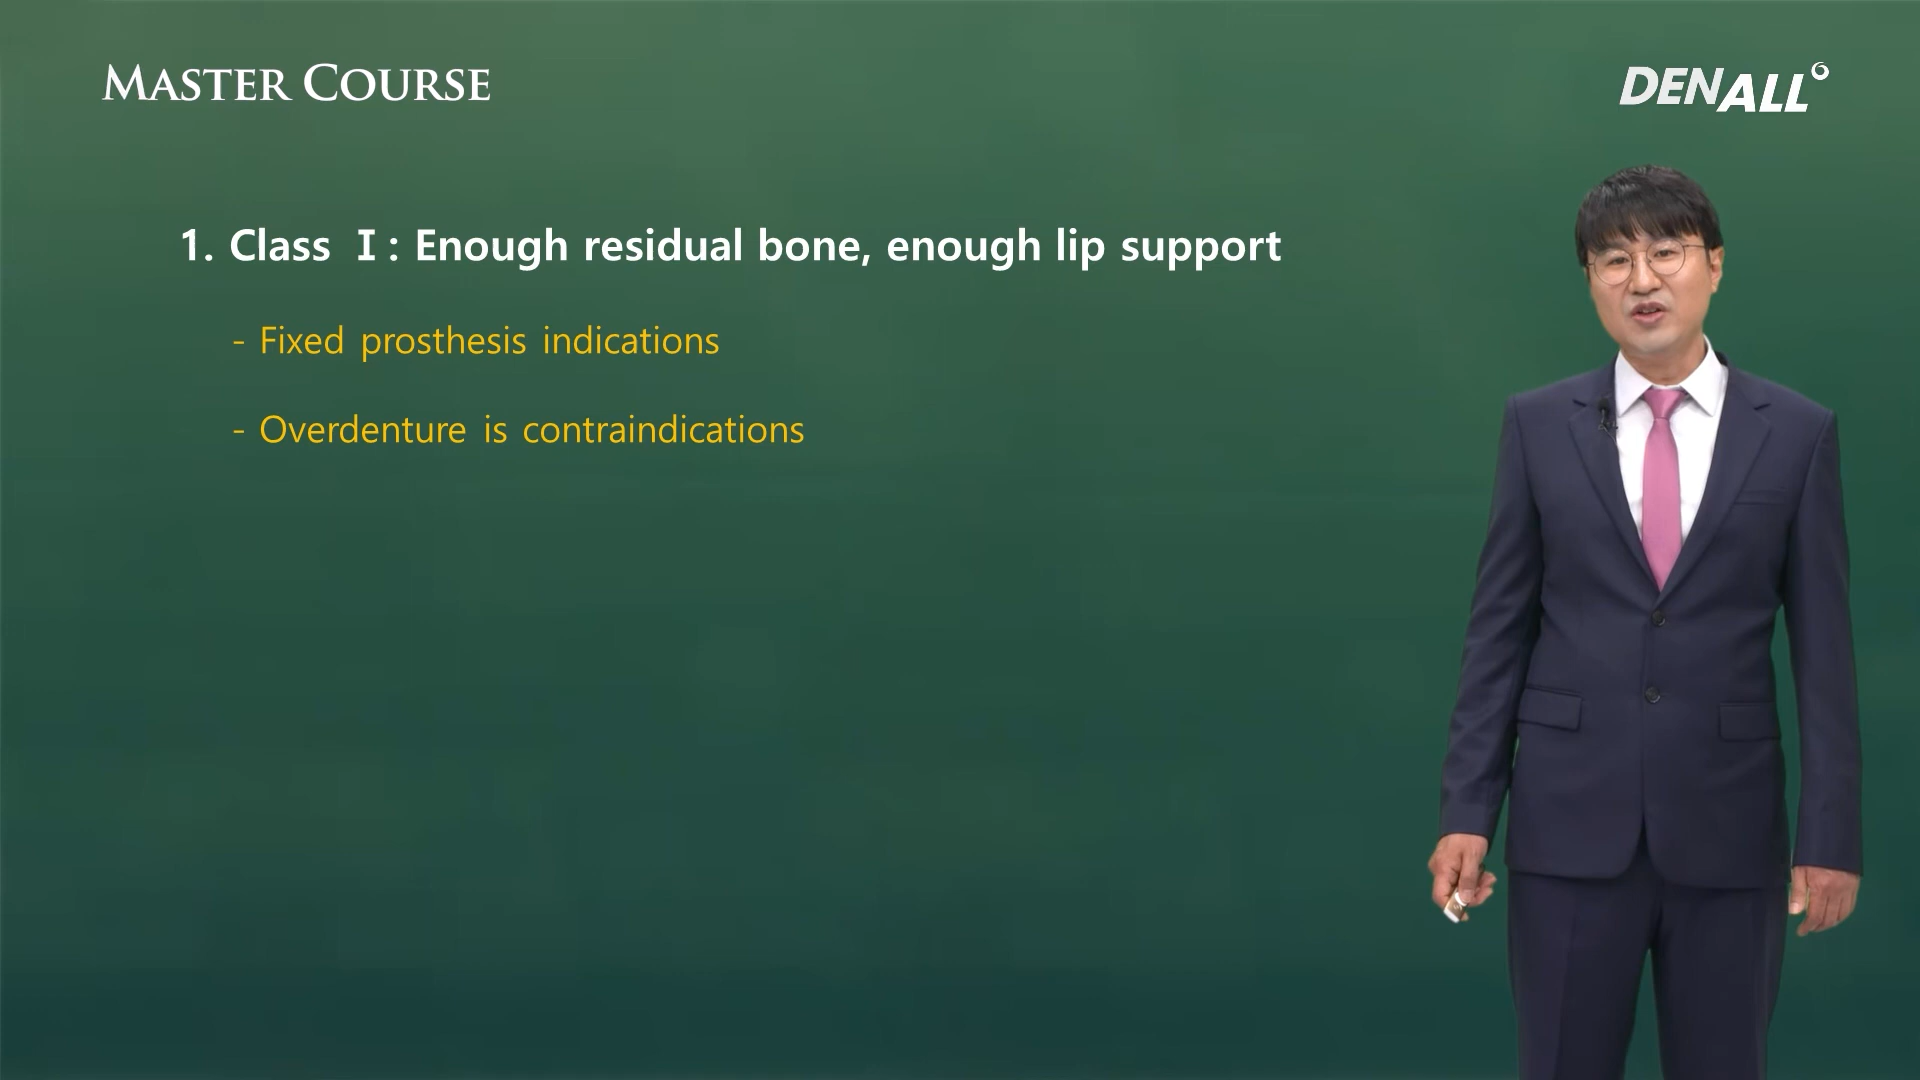 MASTER COURSE
DENALL
1. Class Ⅰ : Enough residual bone, enough lip support
- Fixed prosthesis indications
- Overdenture is contraindications